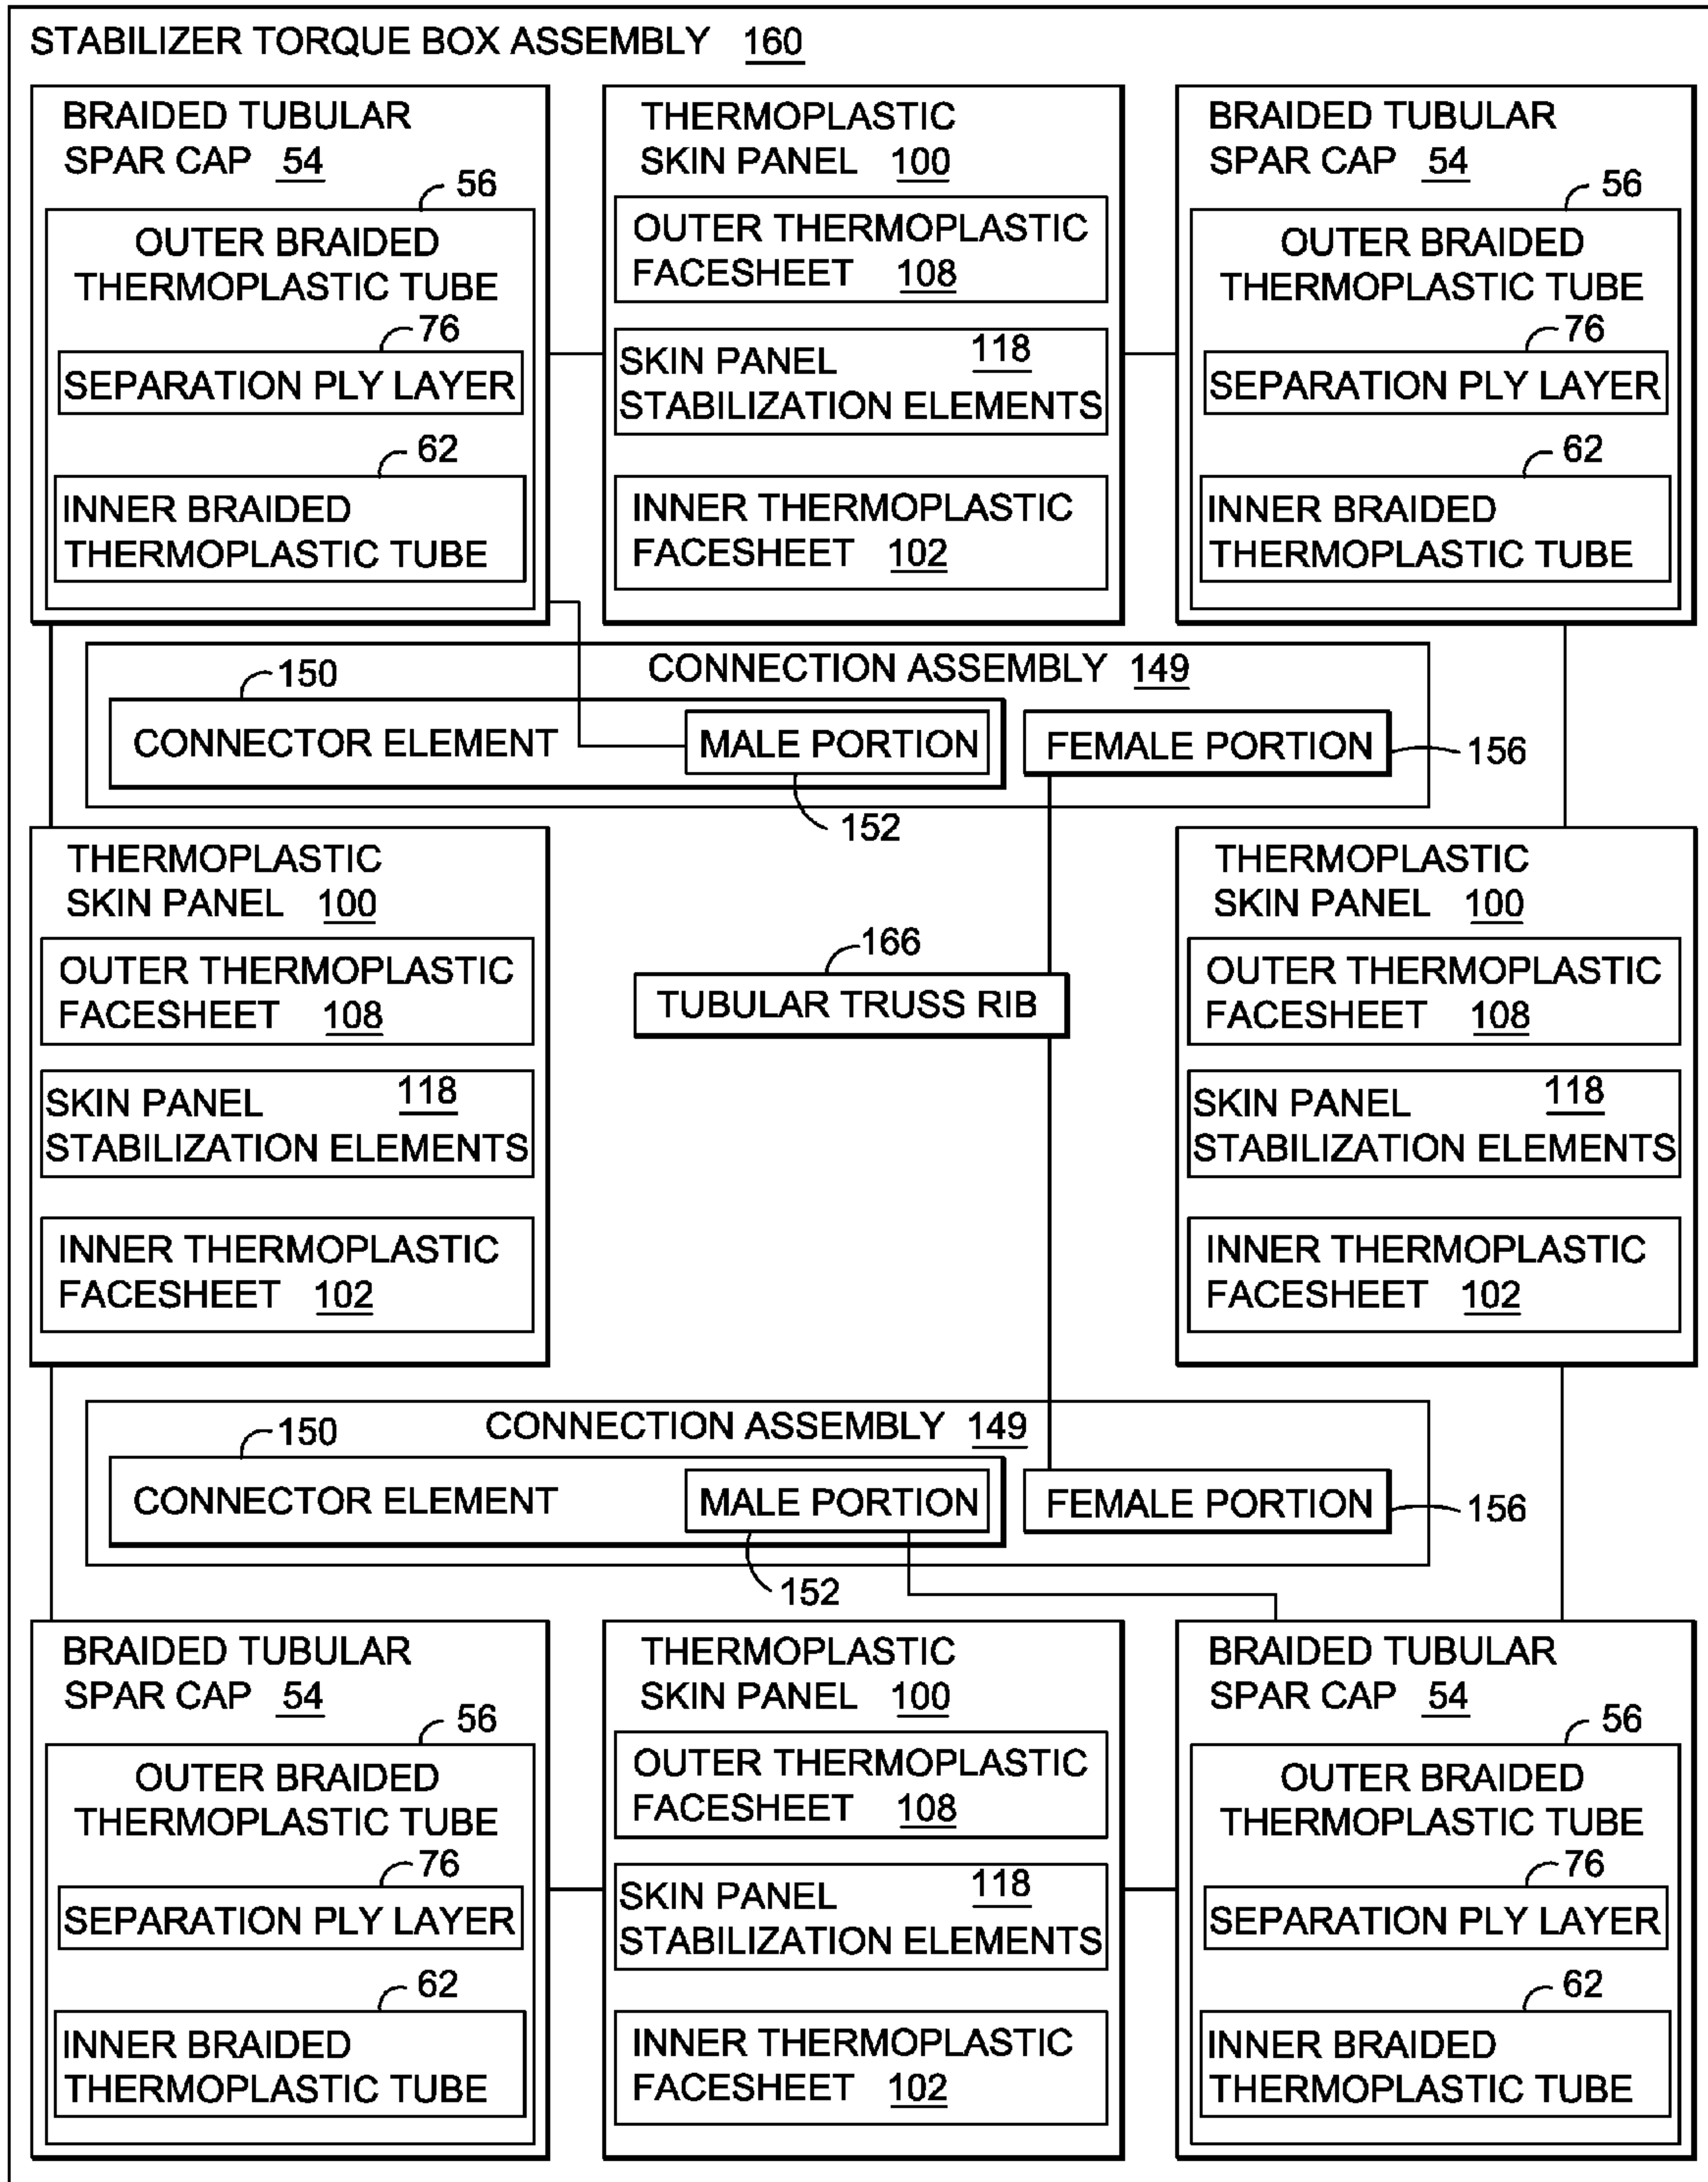 STABILIZER TORQUE BOX ASSEMBLY 160
BRAIDED TUBULAR
SPAR CAP 54
56
OUTER BRAIDED
THERMOPLASTIC TUBE
76
SEPARATION PLY LAYER
62
INNER BRAIDED
THERMOPLASTIC TUBE
THERMOPLASTIC
SKIN PANEL 100
OUTER THERMOPLASTIC
FACESHEET 108
SKIN PANEL 118
STABILIZATION ELEMENTS
INNER THERMOPLASTIC
FACESHEET 102
BRAIDED TUBULAR
SPAR CAP 54
56
OUTER BRAIDED
THERMOPLASTIC TUBE
76
SEPARATION PLY LAYER
62
INNER BRAIDED
THERMOPLASTIC TUBE
CONNECTION ASSEMBLY 149
150
CONNECTOR ELEMENT
MALE PORTION
152
FEMALE PORTION
156
THERMOPLASTIC
SKIN PANEL 100
OUTER THERMOPLASTIC
FACESHEET 108
SKIN PANEL 118
STABILIZATION ELEMENTS
INNER THERMOPLASTIC
FACESHEET 102
166
TUBULAR TRUSS RIB
THERMOPLASTIC
SKIN PANEL 100
OUTER THERMOPLASTIC
FACESHEET 108
SKIN PANEL 118
STABILIZATION ELEMENTS
INNER THERMOPLASTIC
FACESHEET 102
CONNECTION ASSEMBLY 149
150
CONNECTOR ELEMENT
MALE PORTION
152
FEMALE PORTION
156
BRAIDED TUBULAR
SPAR CAP 54
56
OUTER BRAIDED
THERMOPLASTIC TUBE
76
SEPARATION PLY LAYER
62
INNER BRAIDED
THERMOPLASTIC TUBE
THERMOPLASTIC
SKIN PANEL 100
OUTER THERMOPLASTIC
FACESHEET 108
SKIN PANEL 118
STABILIZATION ELEMENTS
INNER THERMOPLASTIC
FACESHEET 102
BRAIDED TUBULAR
SPAR CAP 54
56
OUTER BRAIDED
THERMOPLASTIC TUBE
76
SEPARATION PLY LAYER
62
INNER BRAIDED
THERMOPLASTIC TUBE